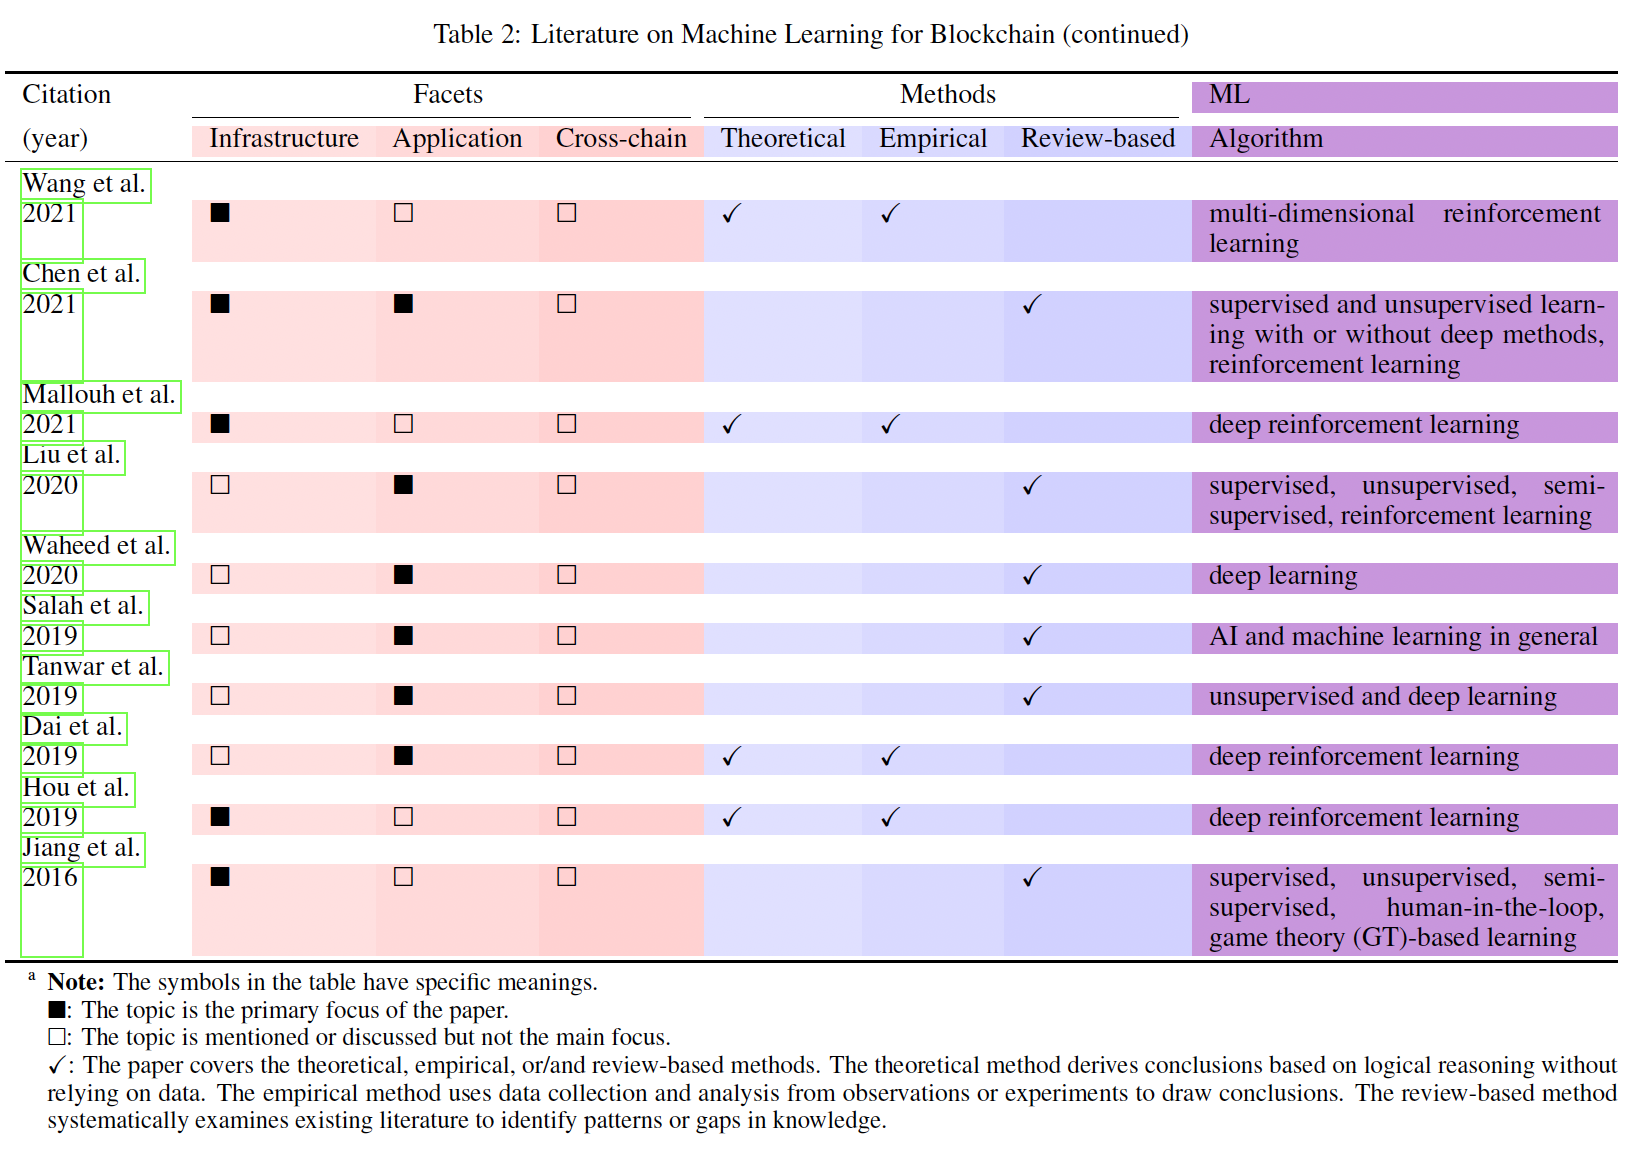 Table 2: Literature on Machine Learning for Blockchain (continued)
Citation Facets Methods ML
(year) Infrastructure Application Cross-chain Theoretical Empirical Review-based Algorithm
Wang et al.
2021 ■ □ □ ✓ ✓ multi-dimensional reinforcement
learning
Chen et al.
2021 ■ ■ □ ✓ supervised and unsupervised learn-
ing with or without deep methods,
reinforcement learning
Mallouh et al.
2021 ■ □ □ ✓ ✓ deep reinforcement learning
Liu et al.
2020 □ ■ □ ✓ supervised, unsupervised, semi-
supervised, reinforcement learning
Waheed et al.
2020 □ ■ □ ✓ deep learning
Salah et al.
2019 □ ■ □ ✓ AI and machine learning in general
Tanwar et al.
2019 □ ■ □ ✓ unsupervised and deep learning
Dai et al.
2019 □ ■ □ ✓ ✓ deep reinforcement learning
Hou et al.
2019 ■ □ □ ✓ ✓ deep reinforcement learning
Jiang et al.
2016 ■ □ □ ✓ supervised, unsupervised, semi-
supervised, human-in-the-loop,
game theory (GT)-based learning
a Note: The symbols in the table have specific meanings.
■: The topic is the primary focus of the paper.
□: The topic is mentioned or discussed but not the main focus.
✓: The paper covers the theoretical, empirical, or/and review-based methods. The theoretical method derives conclusions based on logical reasoning without
relying on data. The empirical method uses data collection and analysis from observations or experiments to draw conclusions. The review-based method
systematically examines existing literature to identify patterns or gaps in knowledge.